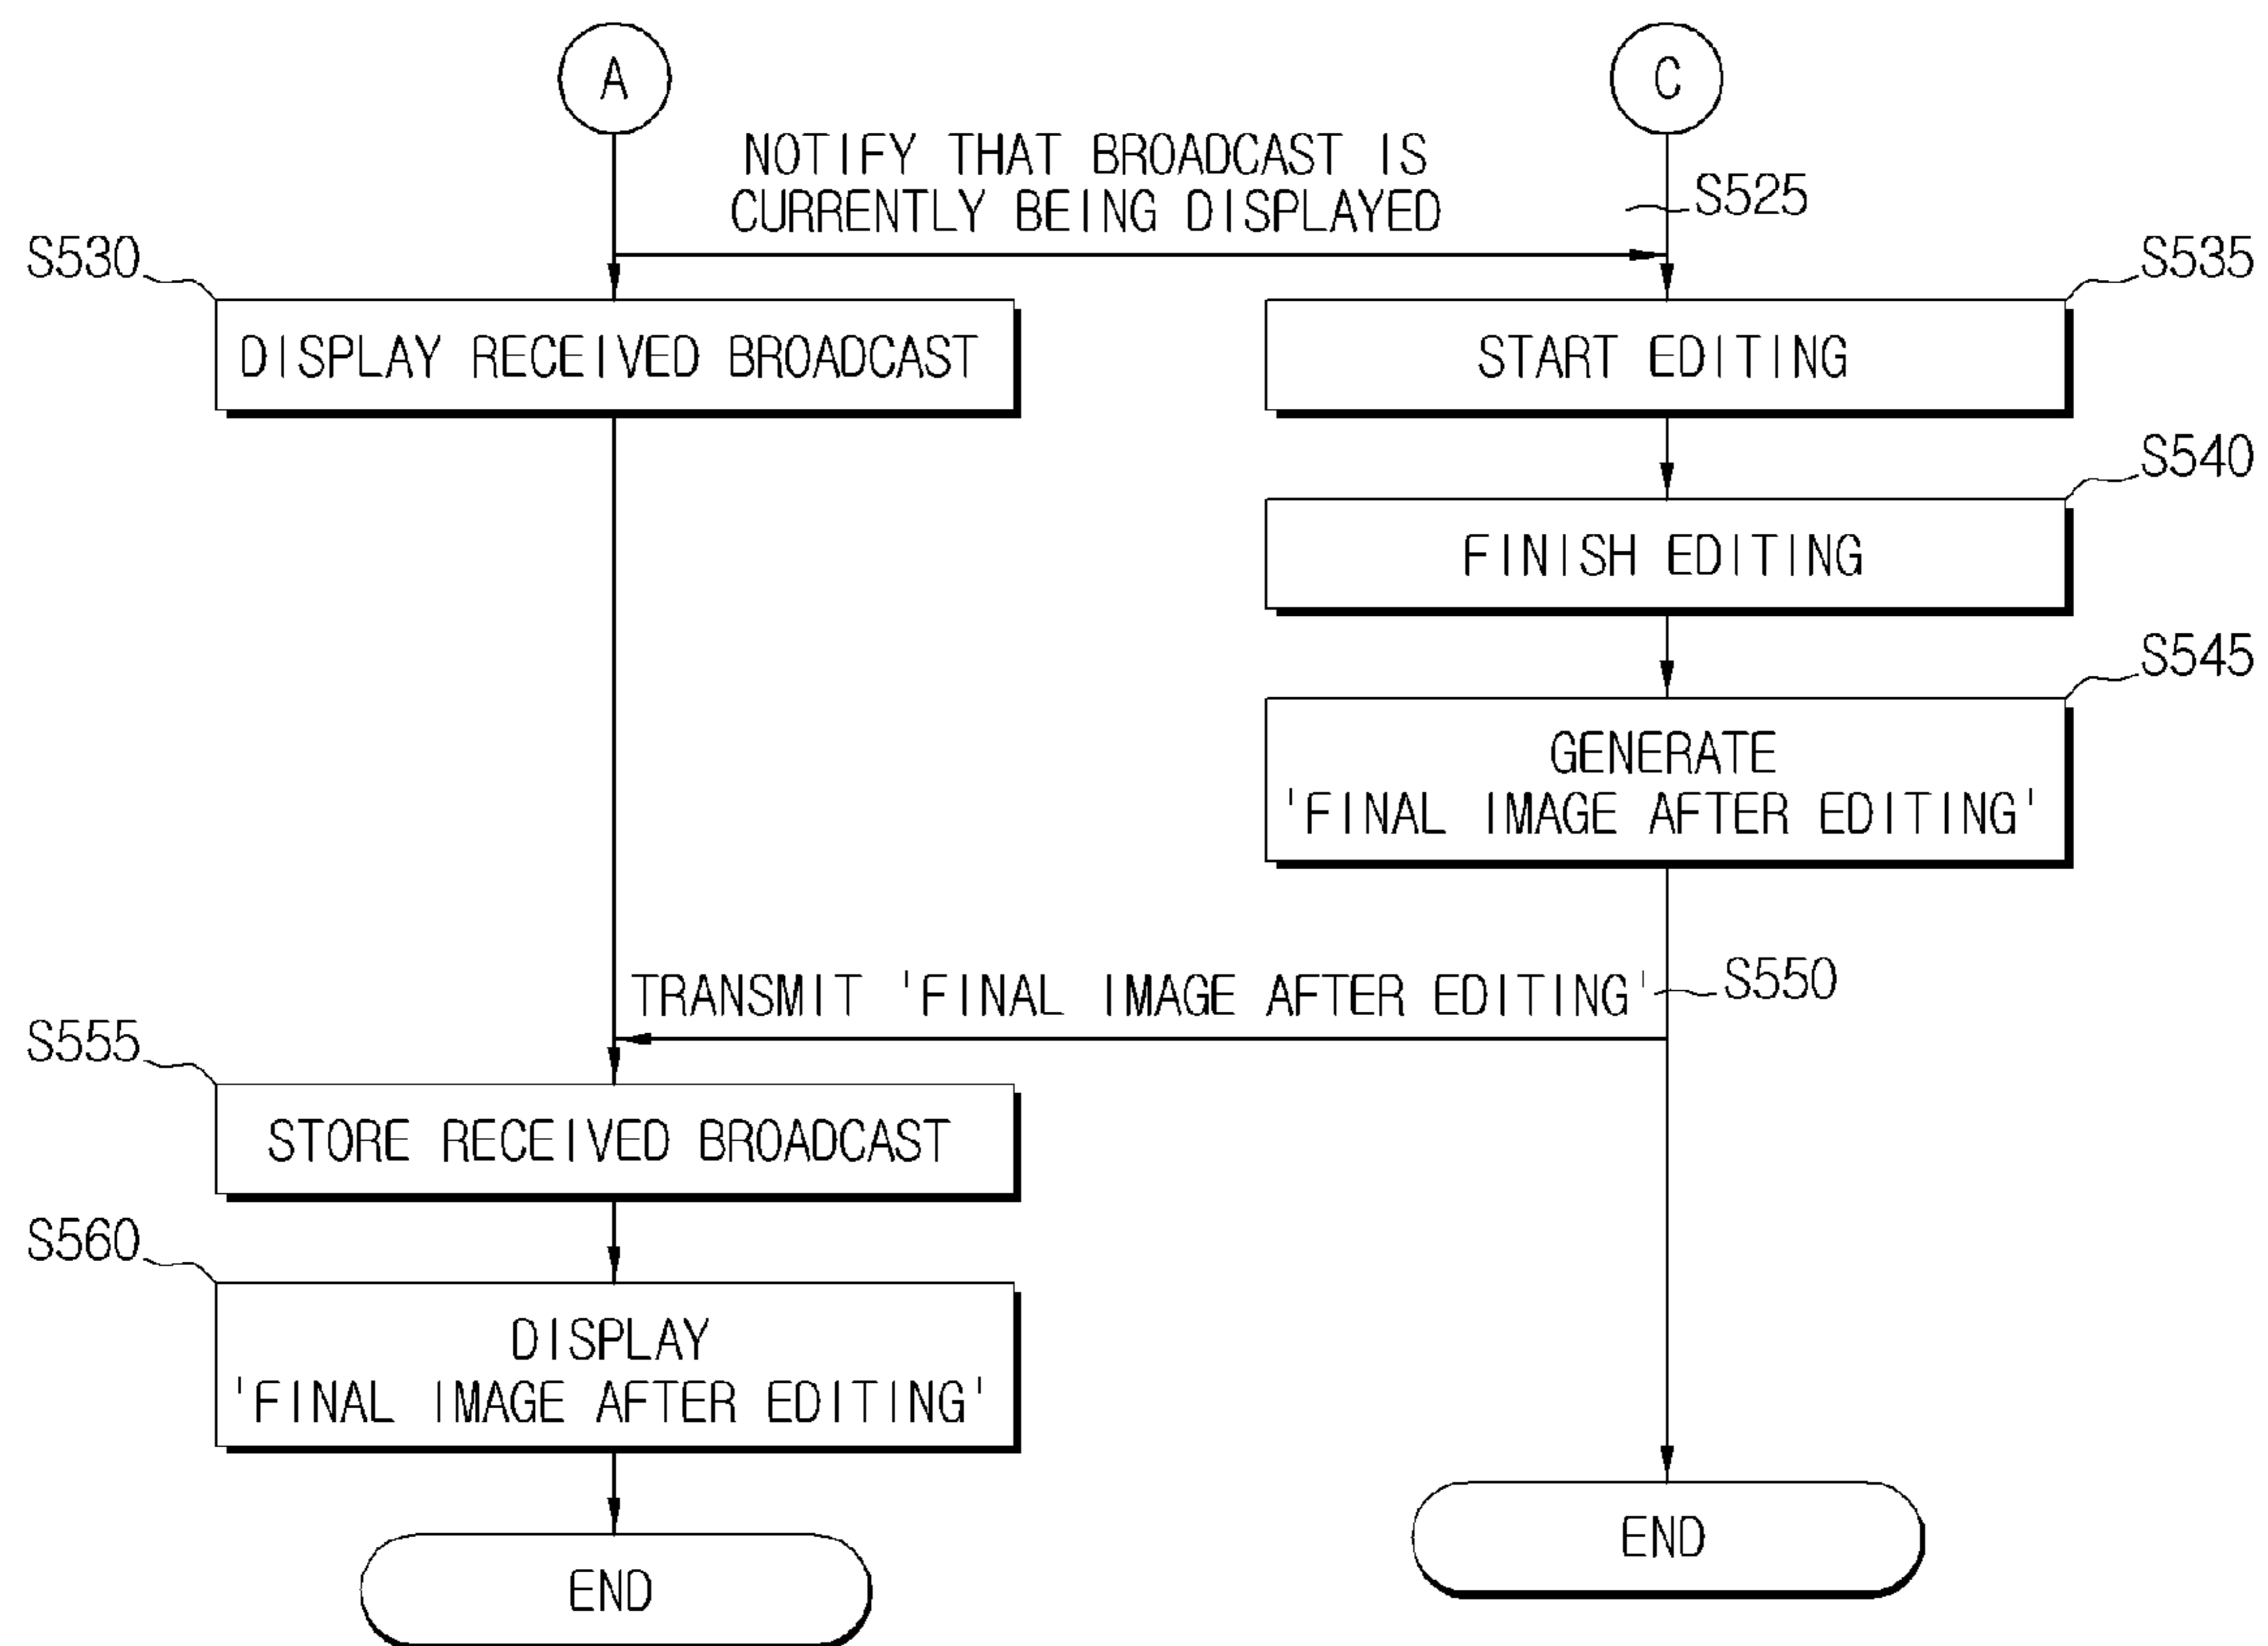 A
C
NOTIFY THAT BROADCAST IS
CURRENTLY BEING DISPLAYED
S525
S530
S535
DISPLAY RECEIVED BROADCAST
START EDITING
S540
FINISH EDITING
S545
GENERATE
'FINAL IMAGE AFTER EDITING'
TRANSMIT 'FINAL IMAGE AFTER EDITING'
S550
S555
STORE RECEIVED BROADCAST
S560
DISPLAY
'FINAL IMAGE AFTER EDITING'
END
END